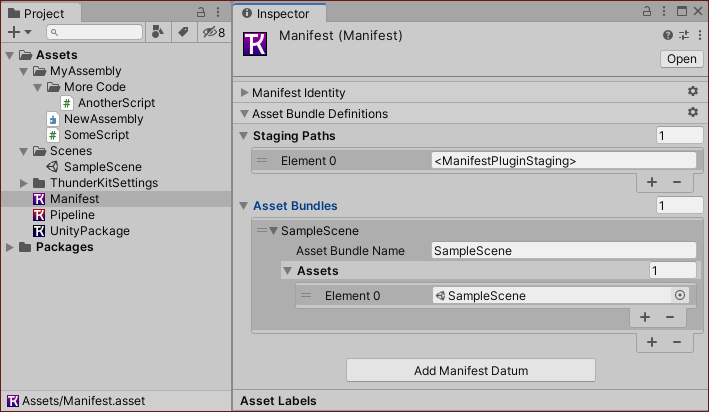 Project
8
Assets
MyAssembly
More Code
AnotherScript
NewAssembly
SomeScript
Scenes
SampleScene
ThunderKitSettings
Manifest
Pipeline
UnityPackage
Packages
Assets/Manifest.asset
Inspector
Manifest (Manifest)
Open
Manifest Identity
Asset Bundle Definitions
Staging Paths 1
Element 0 <ManifestPluginStaging>
Asset Bundles 1
SampleScene
Asset Bundle Name SampleScene
Assets 1
Element 0 SampleScene
Add Manifest Datum
Asset Labels